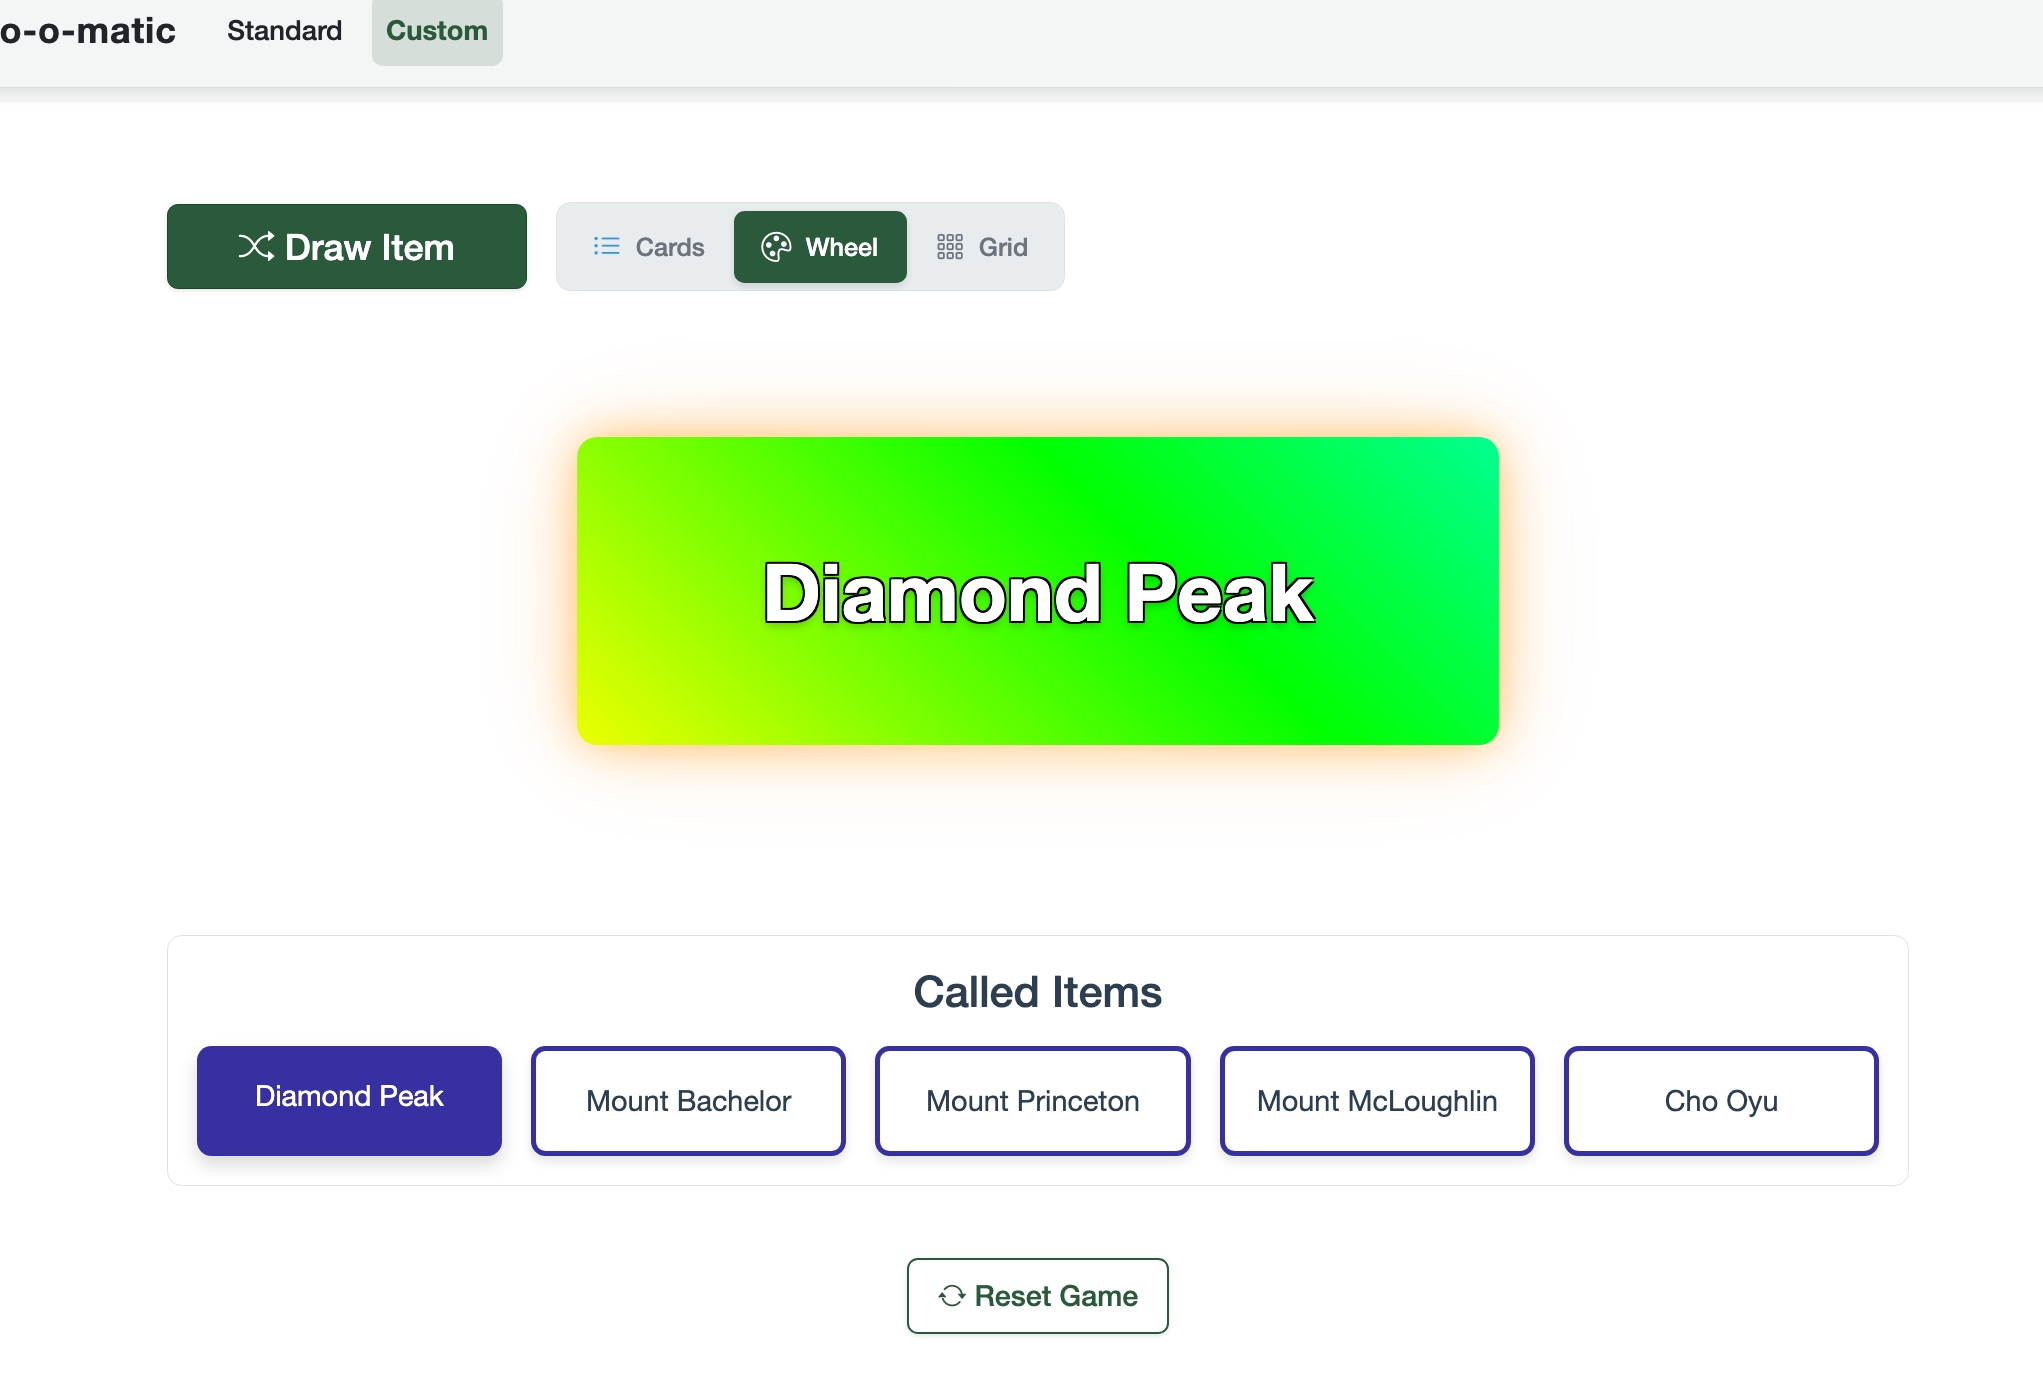 o-o-matic Standard Custom
Draw Item Cards Wheel Grid
Diamond Peak
Called Items
Diamond Peak Mount Bachelor Mount Princeton Mount McLoughlin Cho Oyu
Reset Game